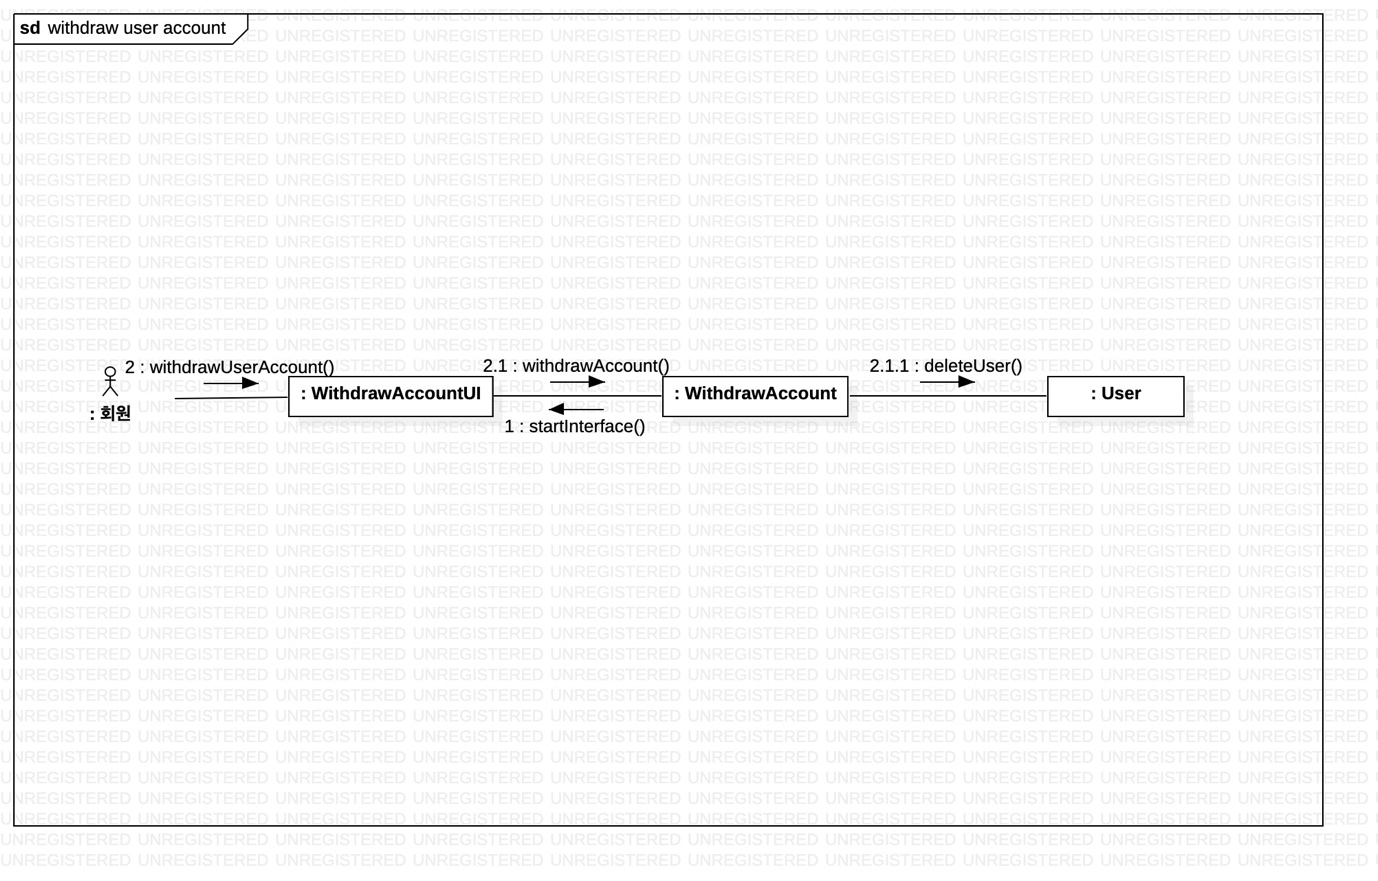 sd withdraw user account
2 : withdrawUserAccount()
2.1 : withdrawAccount()
2.1.1 : deleteUser()
: 회원
: WithdrawAccountUI
: WithdrawAccount
: User
1 : startInterface()